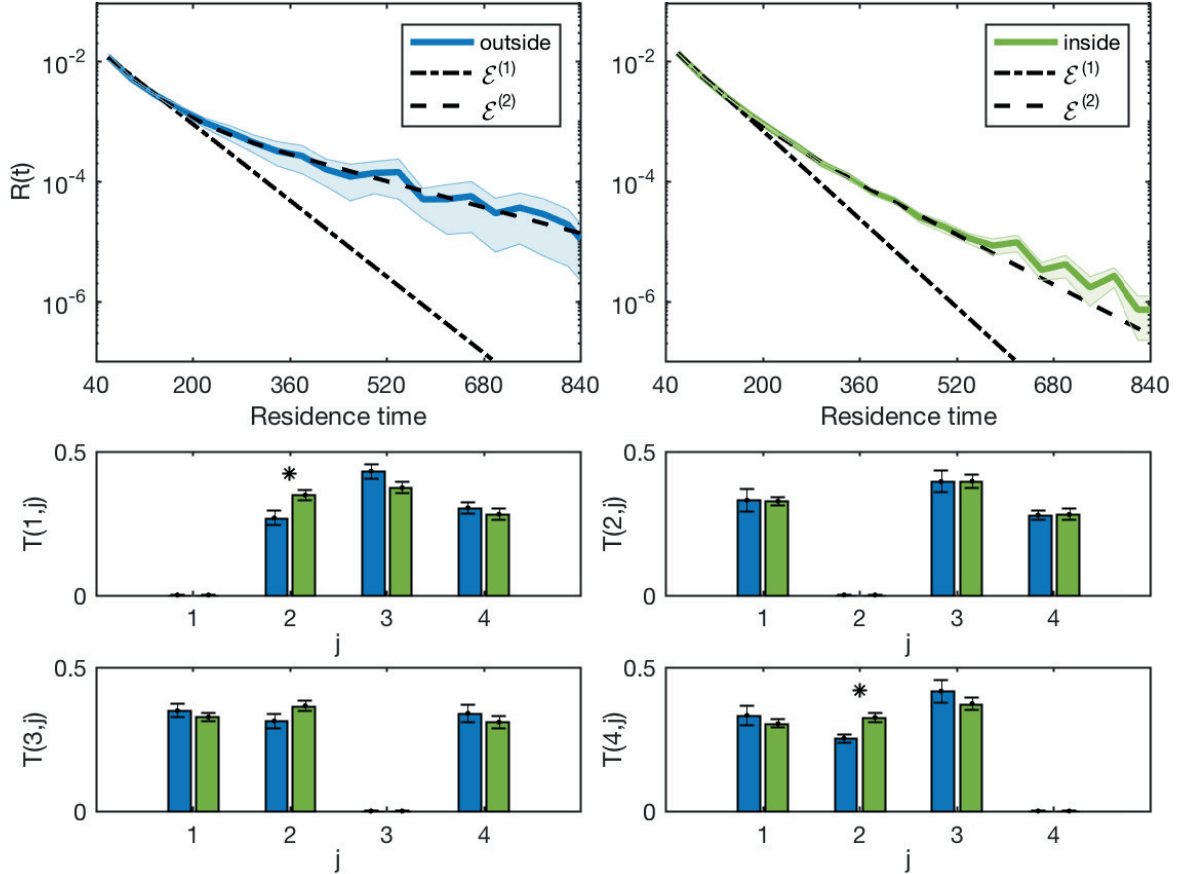 outside
ℰ(1)
ℰ(2)
10-2
10-4
10-6
R(t)
40 200 360 520 680 840
Residence time
inside
ℰ(1)
ℰ(2)
10-2
10-4
10-6
40 200 360 520 680 840
Residence time
0.5
0
T(1,j)
*
1 2 3 4
j
0.5
0
T(2,j)
1 2 3 4
j
0.5
0
T(3,j)
1 2 3 4
j
0.5
0
T(4,j)
*
1 2 3 4
j